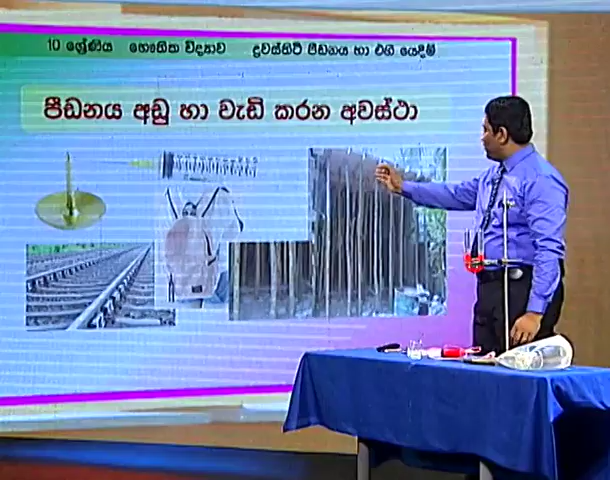 10 ශ්‍රේණිය භෞතික විද්‍යාව ද්‍රවස්ථිති පීඩනය හා එහි යෙදීම්
පීඩනය අඩු හා වැඩි කරන අවස්ථා